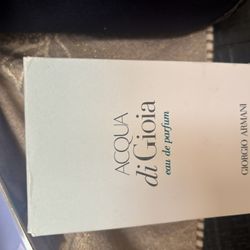 ACQUA
di Gioia
eau de parfum
GIORGIO ARMANI